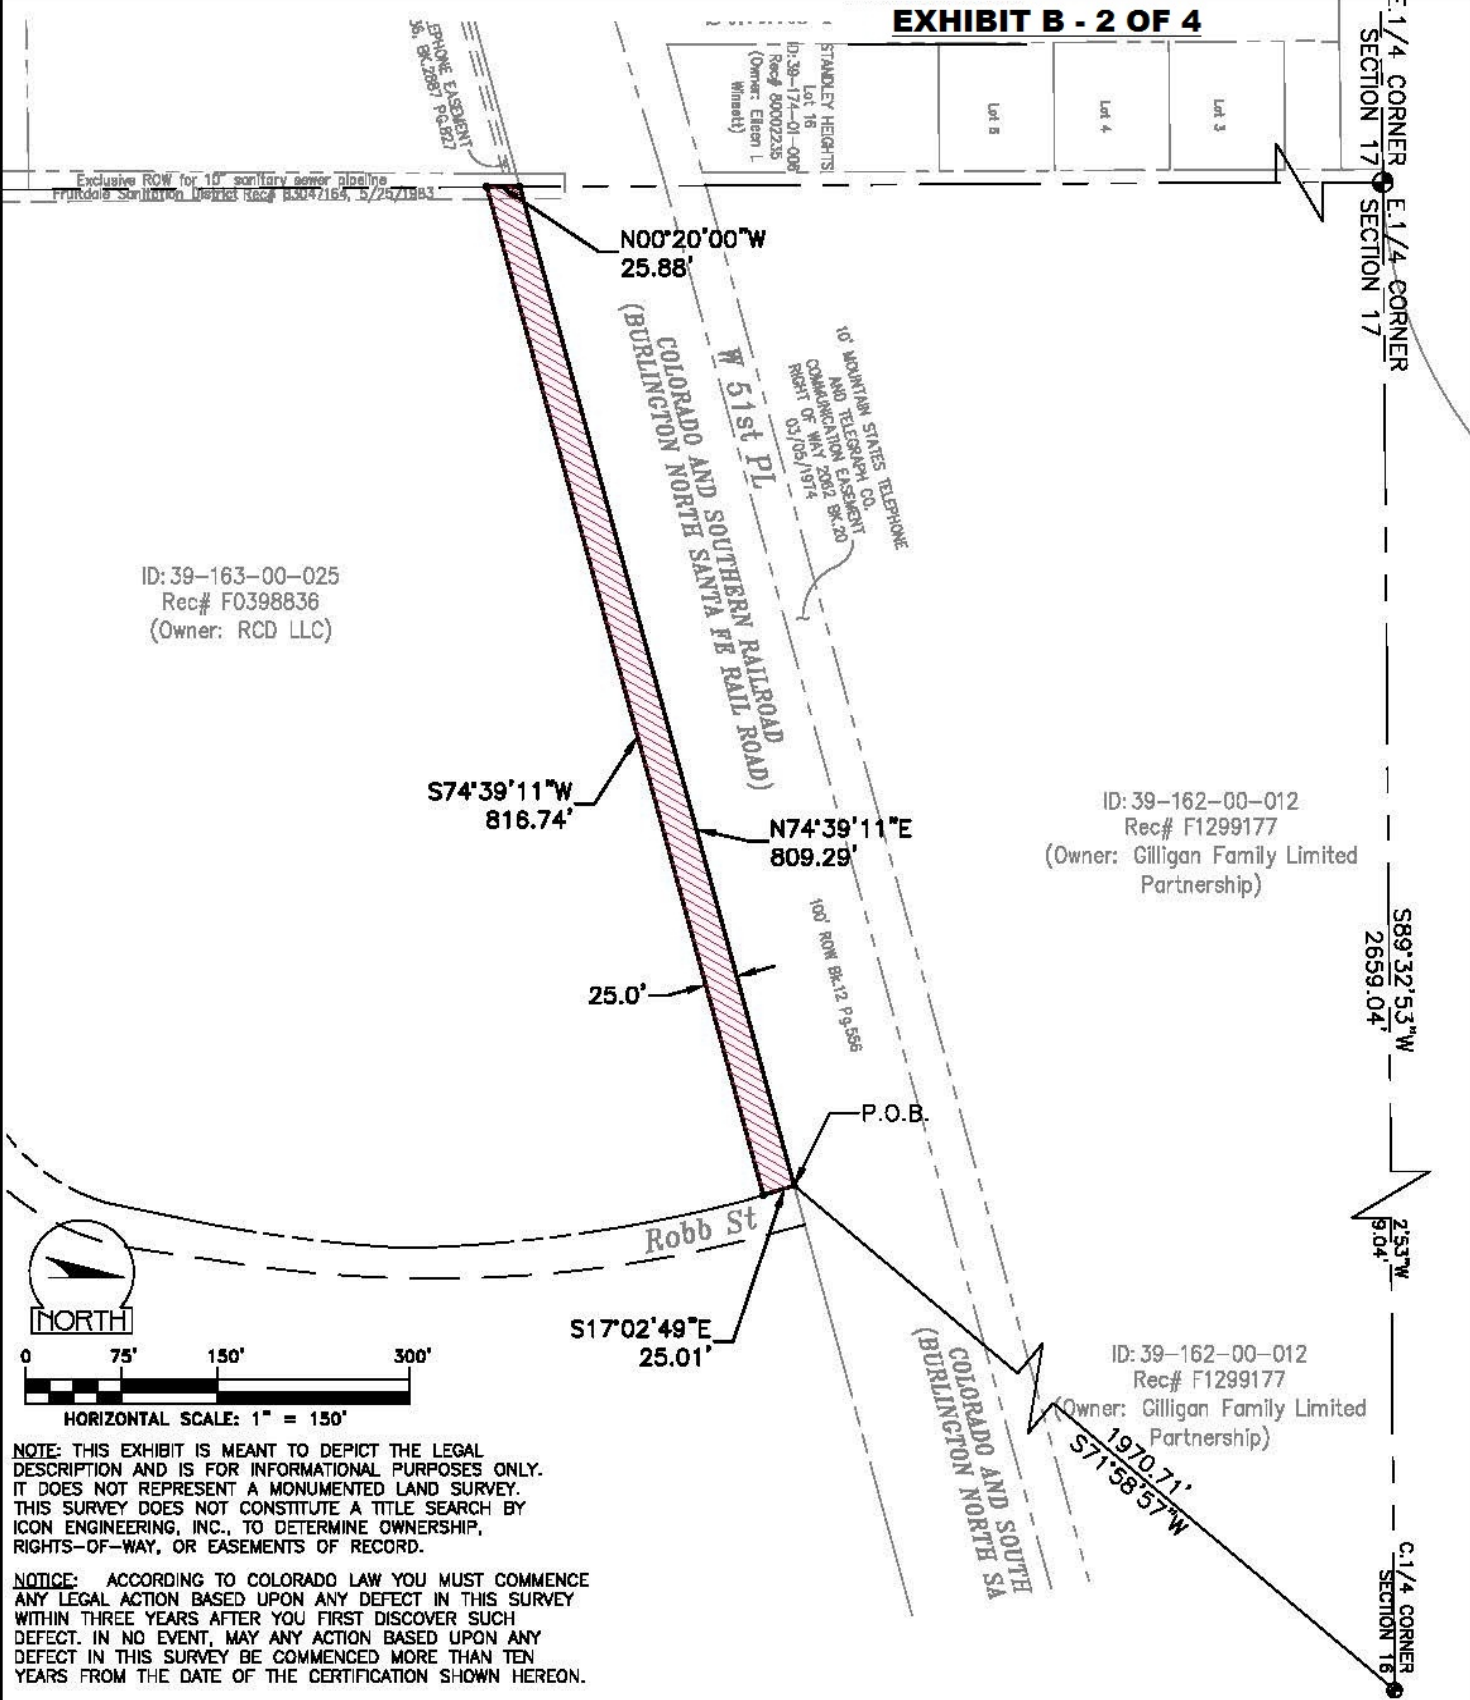 EXHIBIT B - 2 OF 4
EPHONE EASEMENT
36, BK.2887 PG.827
STANDLEY HEIGHTS
Lot 16
ID:39-174-01-006
Rec# 80002235
(Owner: Eileen L
Winsett)
Lot 5
Lot 4
Lot 3
E.1/4 CORNER
SECTION 17
E.1/4 CORNER
SECTION 17
Exclusive ROW for 10" sanitary sewer pipeline
Fruitdale Sanitation District Rec# 83047164, 5/25/1983
N00°20'00"W
25.88'
W 51st PL
COLORADO AND SOUTHERN RAILROAD
(BURLINGTON NORTH SANTA FE RAIL ROAD)
10' MOUNTAIN STATES TELEPHONE
AND TELEGRAPH CO.
COMMUNICATION EASEMENT
RIGHT OF WAY 2062 BK.20
03/05/1974
ID: 39-163-00-025
Rec# F0398836
(Owner: RCD LLC)
S74°39'11"W
816.74'
N74°39'11"E
809.29'
ID: 39-162-00-012
Rec# F1299177
(Owner: Gilligan Family Limited
Partnership)
S89°32'53"W
2659.04'
100' ROW Bk.12 Pg.556
25.0'
P.O.B.
Robb St
2'53"W
9.04'
NORTH
S17°02'49"E
25.01'
0 75' 150' 300'
HORIZONTAL SCALE: 1" = 150'
COLORADO AND SOUTH
(BURLINGTON NORTH SA
ID: 39-162-00-012
Rec# F1299177
(Owner: Gilligan Family Limited
Partnership)
1970.71'
S71°58'57"W
C.1/4 CORNER
SECTION 16
NOTE: THIS EXHIBIT IS MEANT TO DEPICT THE LEGAL
DESCRIPTION AND IS FOR INFORMATIONAL PURPOSES ONLY.
IT DOES NOT REPRESENT A MONUMENTED LAND SURVEY.
THIS SURVEY DOES NOT CONSTITUTE A TITLE SEARCH BY
ICON ENGINEERING, INC., TO DETERMINE OWNERSHIP,
RIGHTS-OF-WAY, OR EASEMENTS OF RECORD.
NOTICE: ACCORDING TO COLORADO LAW YOU MUST COMMENCE
ANY LEGAL ACTION BASED UPON ANY DEFECT IN THIS SURVEY
WITHIN THREE YEARS AFTER YOU FIRST DISCOVER SUCH
DEFECT. IN NO EVENT, MAY ANY ACTION BASED UPON ANY
DEFECT IN THIS SURVEY BE COMMENCED MORE THAN TEN
YEARS FROM THE DATE OF THE CERTIFICATION SHOWN HEREON.